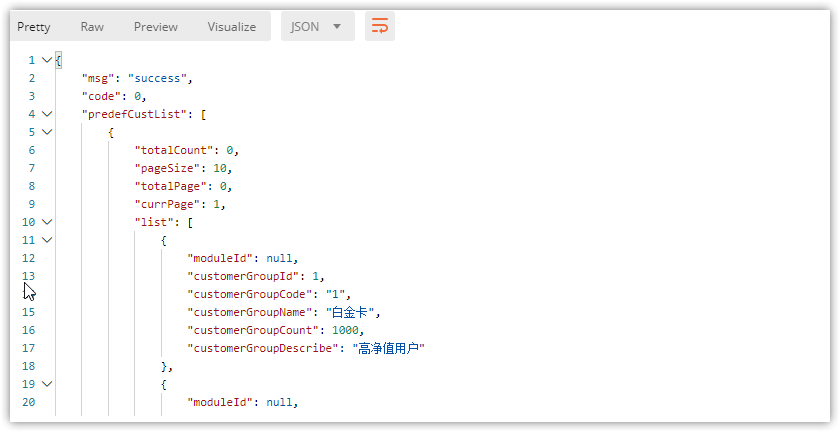 Pretty Raw Preview Visualize JSON
1 {
2 "msg": "success",
3 "code": 0,
4 "predefCustList": [
5 {
6 "totalCount": 0,
7 "pageSize": 10,
8 "totalPage": 0,
9 "currPage": 1,
10 "list": [
11 {
12 "moduleId": null,
13 "customerGroupId": 1,
"customerGroupCode": "1",
15 "customerGroupName": "白金卡",
16 "customerGroupCount": 1000,
17 "customerGroupDescribe": "高净值用户"
18 },
19 {
20 "moduleId": null,